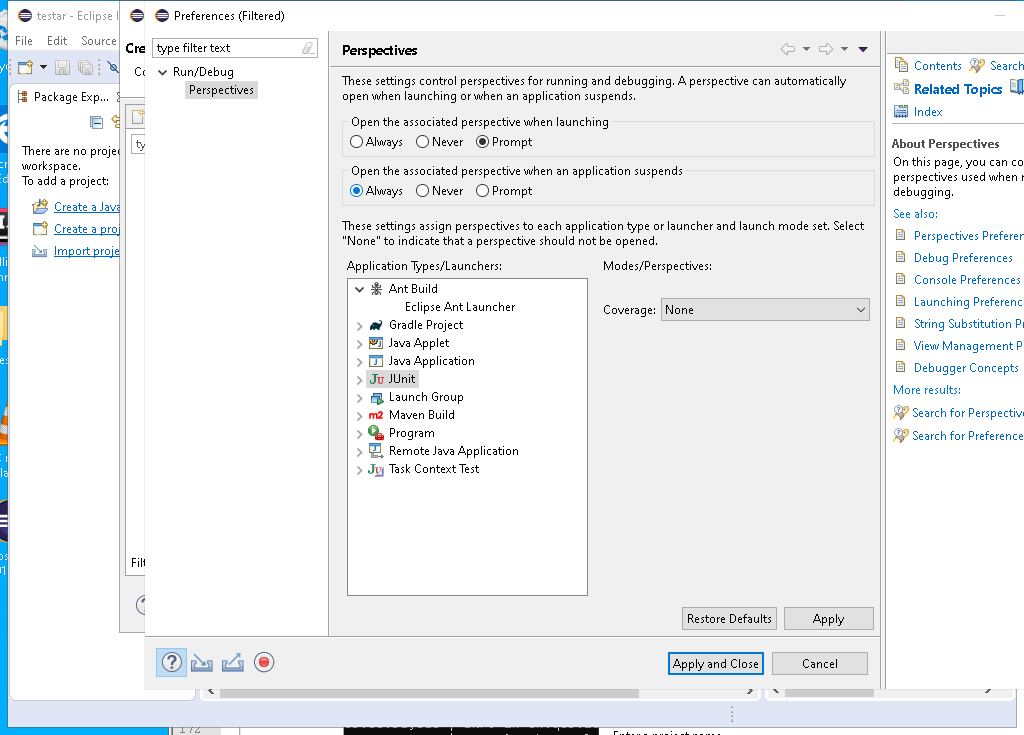 testar - Eclipse I
Preferences (Filtered)
File Edit Source
Package Exp...
There are no projec
workspace.
To add a project:
Create a Java
Create a proj
Import proje
Cre
type filter text
Run/Debug
Perspectives
Perspectives
These settings control perspectives for running and debugging. A perspective can automatically
open when launching or when an application suspends.
Open the associated perspective when launching
Always Never Prompt
Open the associated perspective when an application suspends
Always Never Prompt
These settings assign perspectives to each application type or launcher and launch mode set. Select
"None" to indicate that a perspective should not be opened.
Application Types/Launchers:
Ant Build
Eclipse Ant Launcher
Gradle Project
Java Applet
Java Application
JUnit
Launch Group
Maven Build
Program
Remote Java Application
Task Context Test
Modes/Perspectives:
Coverage: None
Restore Defaults Apply
Apply and Close Cancel
Contents Search
Related Topics
Index
About Perspectives
On this page, you can co
perspectives used when r
debugging.
See also:
Perspectives Preferen
Debug Preferences
Console Preferences
Launching Preferenc
String Substitution P
View Management P
Debugger Concepts
More results:
Search for Perspective
Search for Preference
172